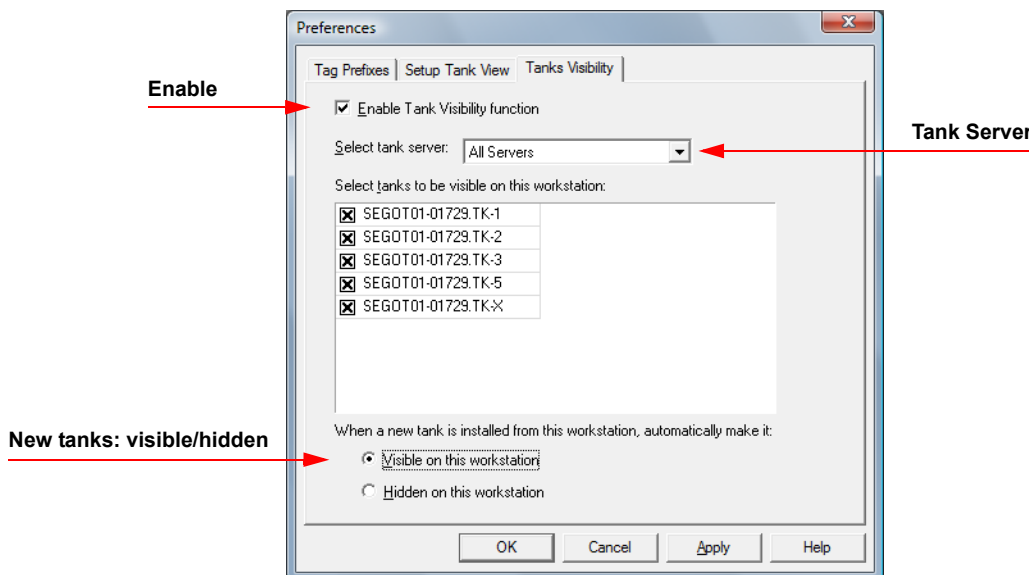 Preferences
Tag Prefixes Setup Tank View Tanks Visibility
Enable
Enable Tank Visibility function
Tank Server
Select tank server: All Servers
Select tanks to be visible on this workstation:
SEGOT01-01729.TK-1
SEGOT01-01729.TK-2
SEGOT01-01729.TK-3
SEGOT01-01729.TK-5
SEGOT01-01729.TK-X
When a new tank is installed from this workstation, automatically make it:
New tanks: visible/hidden
Visible on this workstation
Hidden on this workstation
OK Cancel Apply Help